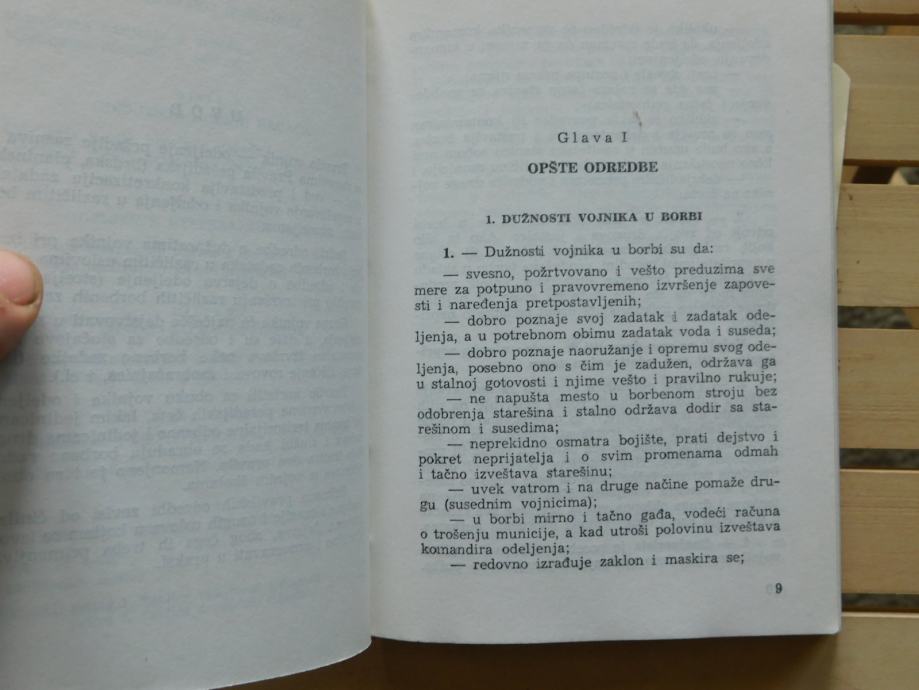 Glava I
OPŠTE ODREDBE
1. DUŽNOSTI VOJNIKA U BORBI
1. — Dužnosti vojnika u borbi su da:
— svesno, požrtvovano i vešto preduzima sve
mere za potpuno i pravovremeno izvršenje zapove-
sti i naređenja pretpostavljenih;
— dobro poznaje svoj zadatak i zadatak ode-
ljenja, a u potrebnom obimu zadatak voda i suseda;
— dobro poznaje naoružanje i opremu svog ode-
ljenja, posebno ono s čim je zadužen, održava ga
u stalnoj gotovosti i njime vešto i pravilno rukuje;
— ne napušta mesto u borbenom stroju bez
odobrenja starešina i stalno održava dodir sa sta-
rešinom i susedima;
— neprekidno osmatra bojište, prati dejstvo i
pokret neprijatelja i o svim promenama odmah
i tačno izveštava starešinu;
— uvek vatrom i na druge načine pomaže dru-
gu (susednim vojnicima);
— u borbi mirno i tačno gađa, vodeći računa
o trošenju municije, a kad utroši polovinu izveštava
komandira odeljenja;
— redovno izrađuje zaklon i maskira se;
9